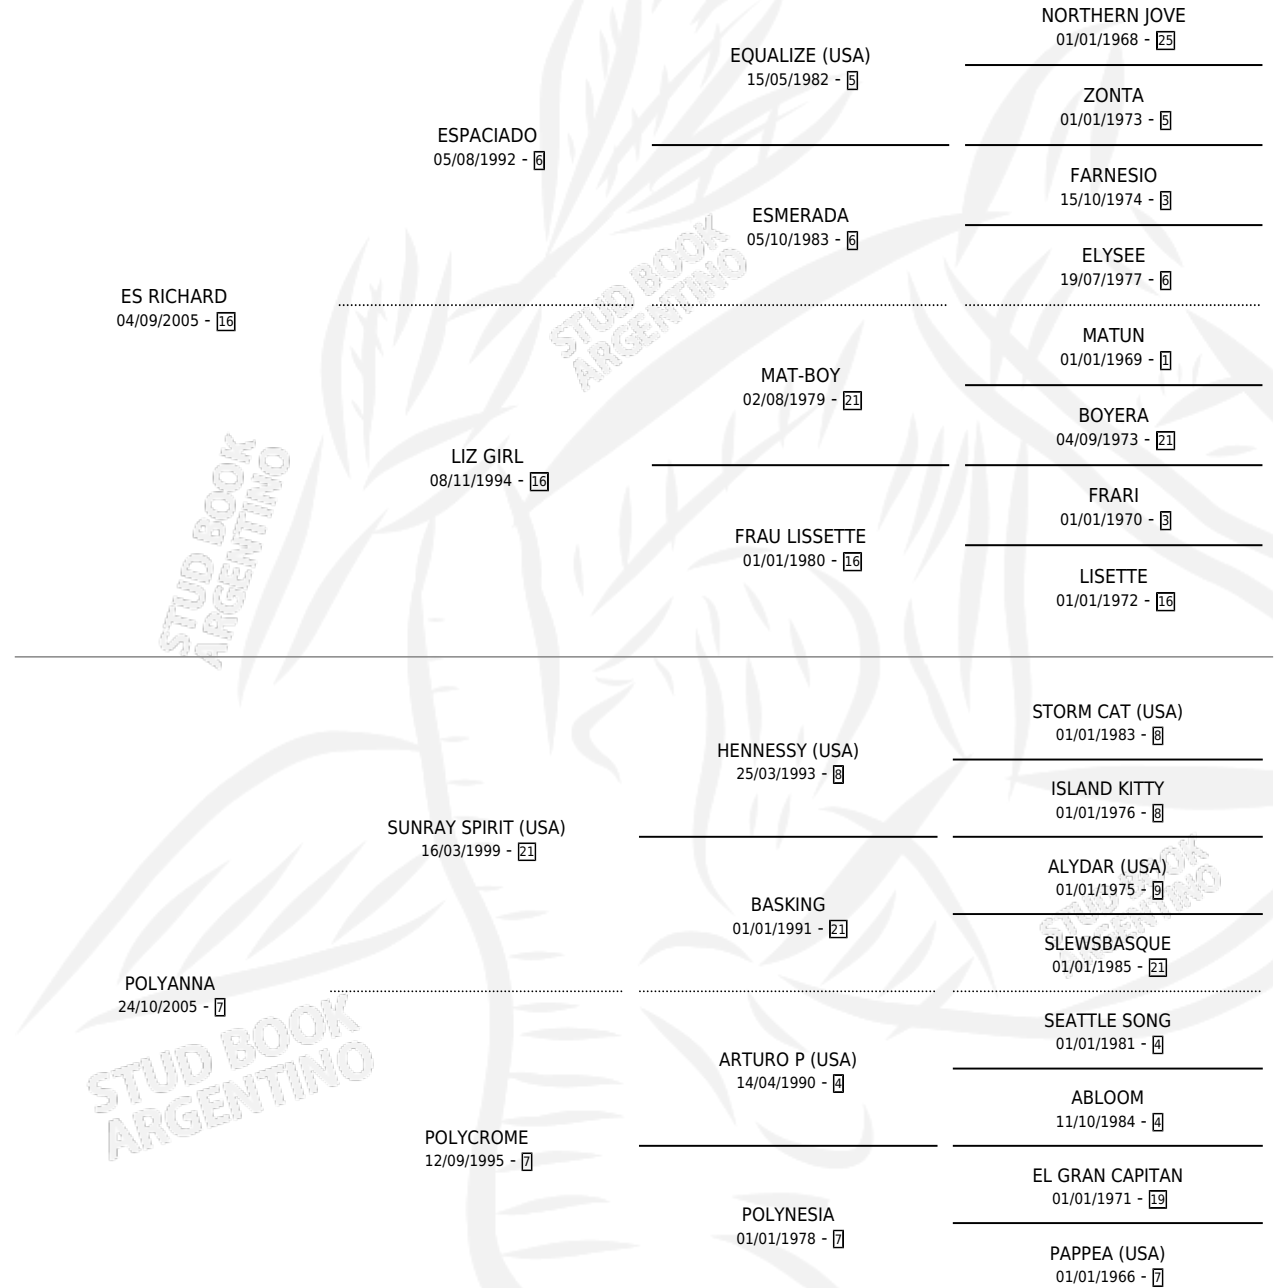 NORTHERN JOVE
01/01/1968 - 25
EQUALIZE (USA)
15/05/1982 - 5
ZONTA
01/01/1973 - 5
ESPACIADO
05/08/1992 - 6
FARNESIO
15/10/1974 - 3
ESMERADA
05/10/1983 - 6
ELYSEE
19/07/1977 - 6
ES RICHARD
04/09/2005 - 16
MATUN
01/01/1969 - 1
MAT-BOY
02/08/1979 - 21
BOYERA
04/09/1973 - 21
LIZ GIRL
08/11/1994 - 16
FRARI
01/01/1970 - 3
FRAU LISSETTE
01/01/1980 - 16
LISETTE
01/01/1972 - 16
STORM CAT (USA)
01/01/1983 - 8
HENNESSY (USA)
25/03/1993 - 8
ISLAND KITTY
01/01/1976 - 8
SUNRAY SPIRIT (USA)
16/03/1999 - 21
ALYDAR (USA)
01/01/1975 - 9
BASKING
01/01/1991 - 21
SLEWSBASQUE
01/01/1985 - 21
POLYANNA
24/10/2005 - 7
SEATTLE SONG
01/01/1981 - 4
ARTURO P (USA)
14/04/1990 - 4
ABLOOM
11/10/1984 - 4
POLYCROME
12/09/1995 - 7
EL GRAN CAPITAN
01/01/1971 - 19
POLYNESIA
01/01/1978 - 7
PAPPEA (USA)
01/01/1966 - 7
STUD BOOK
ARGENTINO
STUD BOOK
ARGENTINO
STUD BOOK
ARGENTINO
STUD BOOK
ARGENTINO